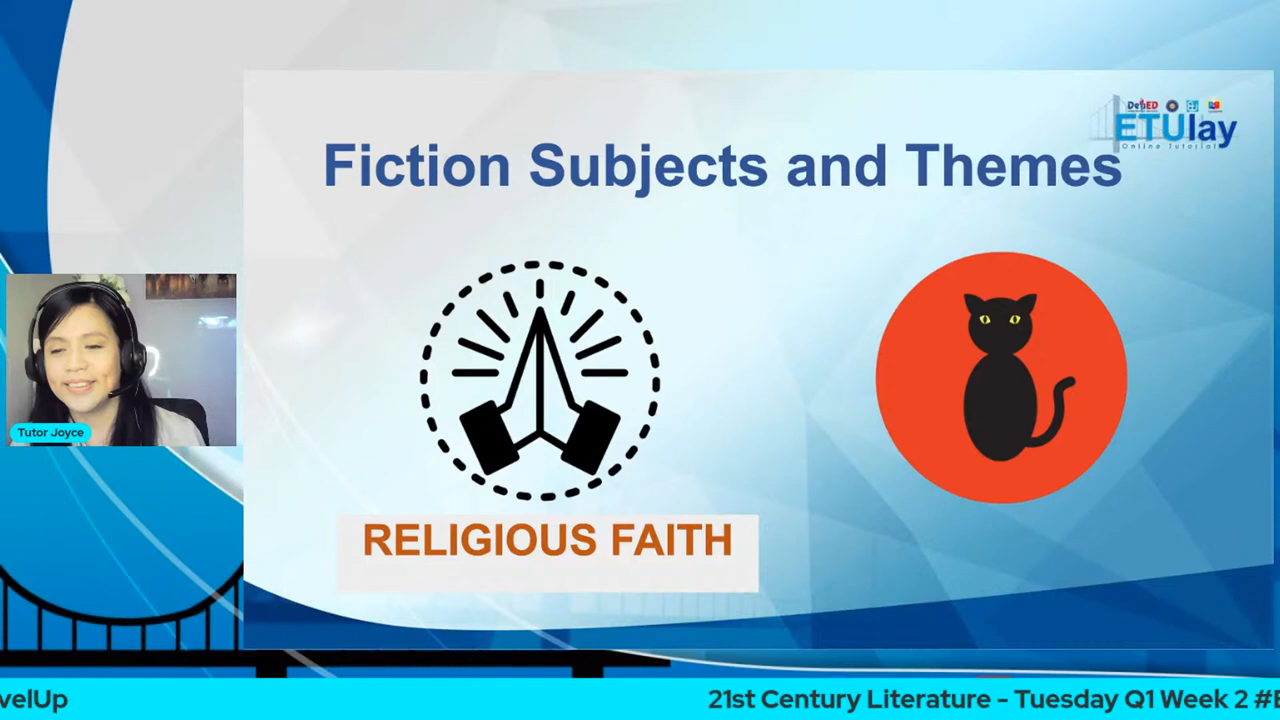 DepED
ETUlay
Online Tutorial
Fiction Subjects and Themes
Tutor Joyce
RELIGIOUS FAITH
velUp
21st Century Literature - Tuesday Q1 Week 2 #E